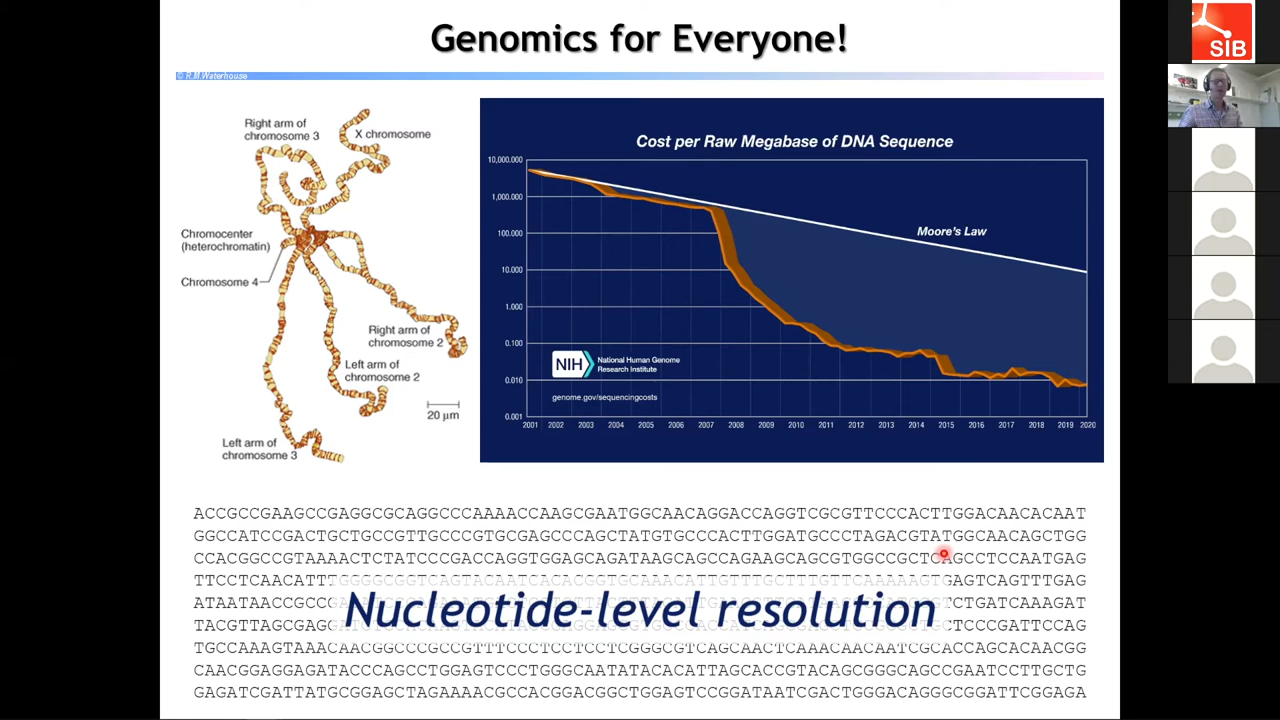 Genomics for Everyone!
© R.M.Waterhouse
SIB
Right arm of
chromosome 3
X chromosome
Chromocenter
(heterochromatin)
Chromosome 4
Right arm of
chromosome 2
Left arm of
chromosome 2
20 μm
Left arm of
chromosome 3
Cost per Raw Megabase of DNA Sequence
10,000.000
1,000.000
100.000
10.000
1.000
0.100
0.010
0.001
Moore's Law
NIH
National Human Genome
Research Institute
genome.gov/sequencingcosts
2001 2002 2003 2004 2005 2006 2007 2008 2009 2010 2011 2012 2013 2014 2015 2016 2017 2018 2019 2020
ACCGCCGAAGCCGAGGCGCAGGCCCAAAACCAAGCGAATGGCAACAGGACCAGGTCGCGTTCCCACTTGGACAACACAAT
GGCCATCCGACTGCTGCCGTTGCCCGTGCGAGCCCAGCTATGTGCCCACTTGGATGCCCTAGACGTATGGCAACAGCTGG
CCACGGCCGTAAAACTCTATCCCGACCAGGTGGAGCAGATAAGCAGCCAGAAGCAGCGTGGCCGCTCAGCCTCCAATGAG
TTCCTCAACATTTGGGGCGGTCAGTACAATCACACGGTGCAAACATTGTTTGCTTTGTTCAAAAAGTGAGTCAGTTTGAG
ATAATAACCGCCC
TCTGATCAAAGAT
Nucleotide-level resolution
TACGTTAGCGAGG
CTCCCGATTCCAG
TGCCAAAGTAAACAACGGCCCGCCGTTTCCCTCCTCCTCGGGCGTCAGCAACTCAAACAACAATCGCACCAGCACAACGG
CAACGGAGGAGATACCCAGCCTGGAGTCCCTGGGCAATATACACATTAGCACCGTACAGCGGGCAGCCGAATCCTTGCTG
GAGATCGATTATGCGGAGCTAGAAAACGCCACGGACGGCTGGAGTCCGGATAATCGACTGGGACAGGGCGGATTCGGAGA